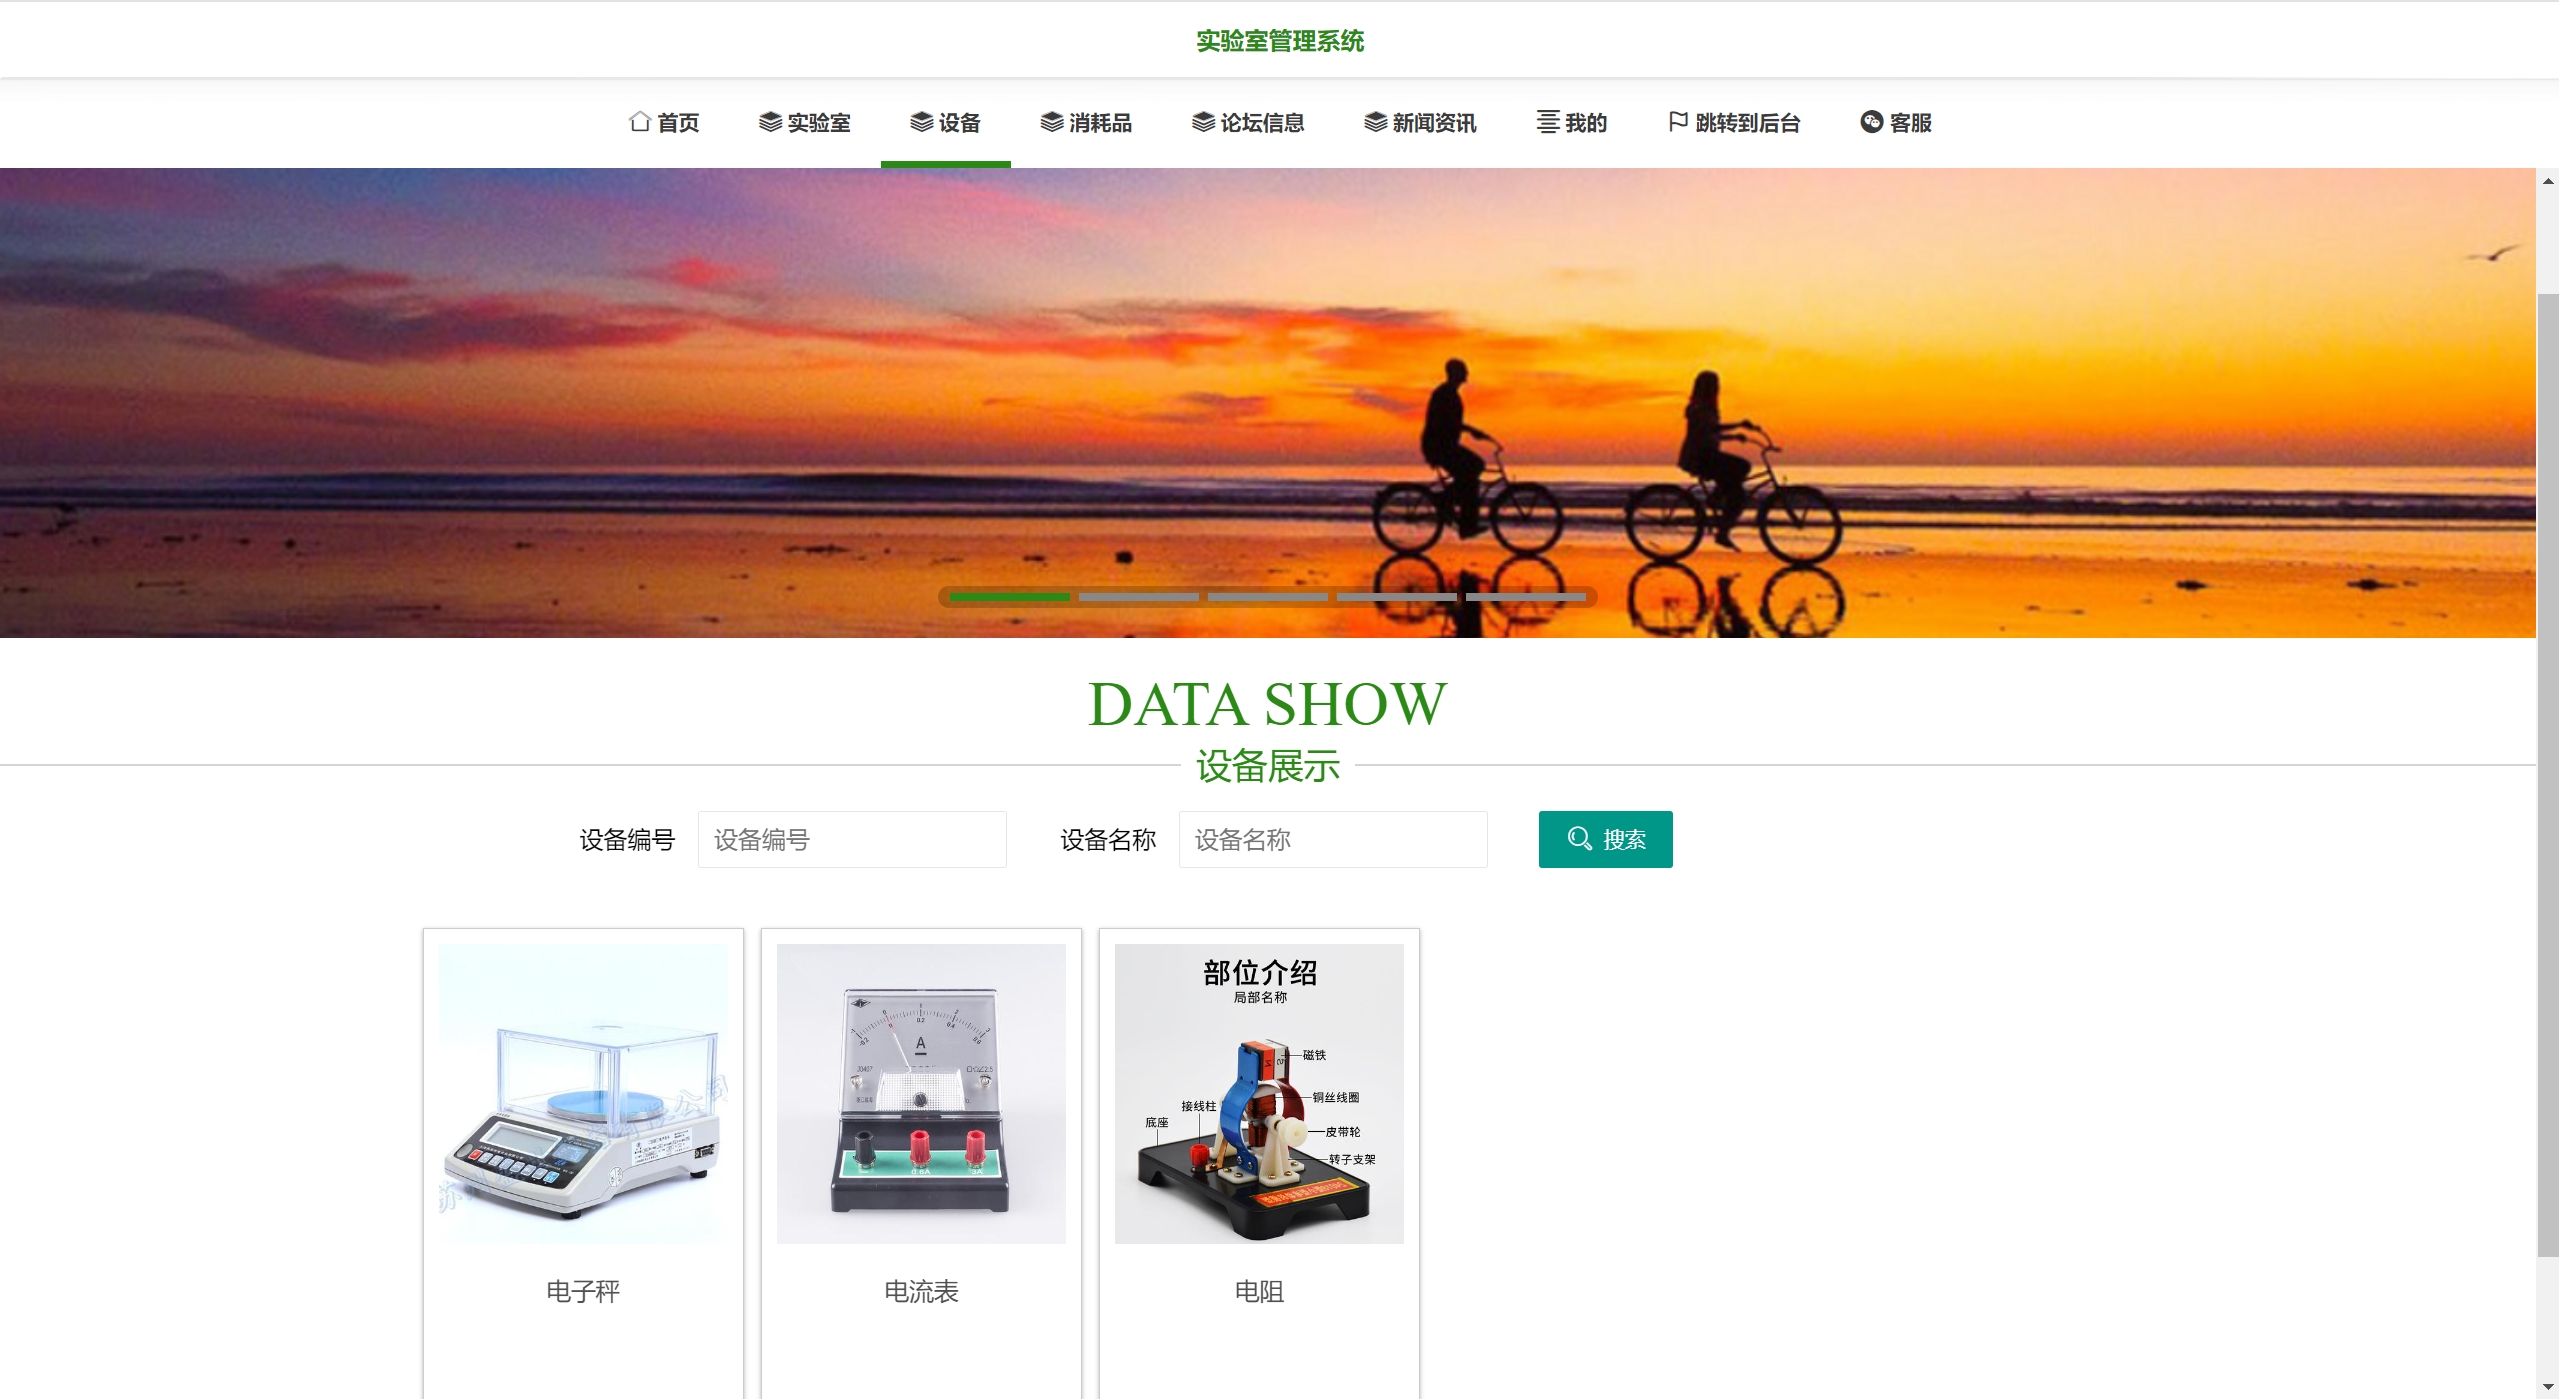 实验室管理系统
首页 实验室 设备 消耗品 论坛信息 新闻资讯 我的 跳转到后台 客服
DATA SHOW
设备展示
设备编号 设备编号 设备名称 设备名称 搜索
部位介绍
局部名称
磁铁
铜丝线圈
接线柱
底座
皮带轮
转子支架
A
0.6A 3A
电子秤 电流表 电阻